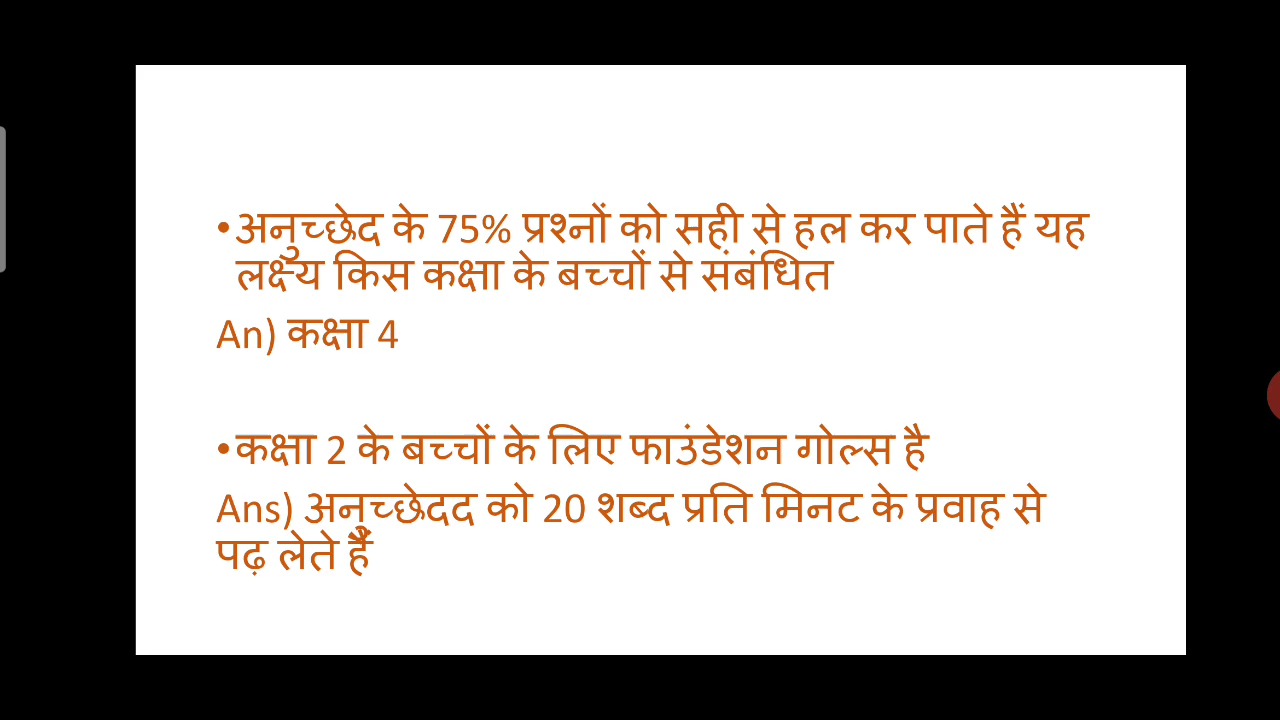 •अनुच्छेद के 75% प्रश्नों को सही से हल कर पाते हैं यह
लक्ष्य किस कक्षा के बच्चों से संबंधित
An) कक्षा 4
•कक्षा 2 के बच्चों के लिए फाउंडेशन गोल्स है
Ans) अनुच्छेदद को 20 शब्द प्रति मिनट के प्रवाह से
पढ़ लेते हैं